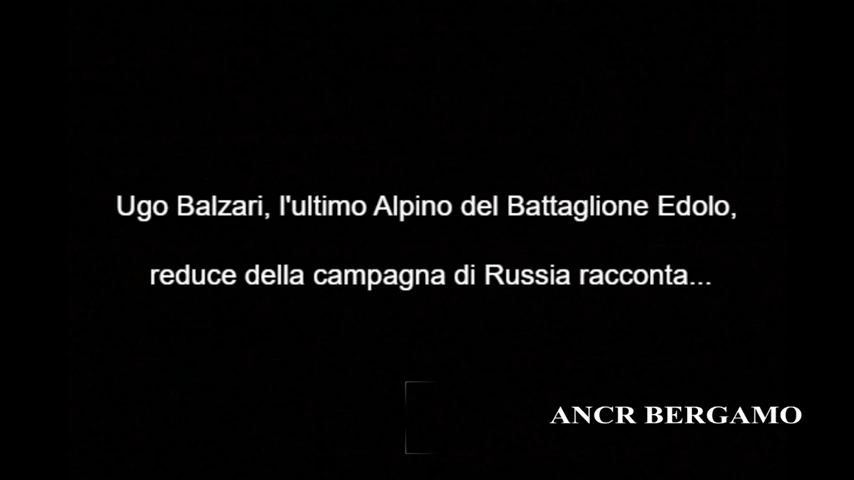 Ugo Balzari, l'ultimo Alpino del Battaglione Edolo,
reduce della campagna di Russia racconta...
ANCR BERGAMO